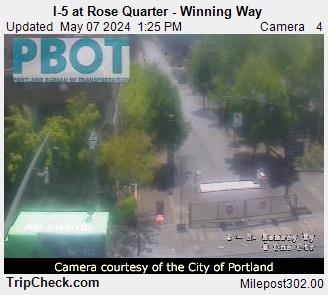 I-5 at Rose Quarter - Winning Way
Updated May 07 2024 1:25 PM Camera 4
PBOT
PORTLAND BUREAU OF TRANSPORTATION
Camera courtesy of the City of Portland
TripCheck.com Milepost302.00